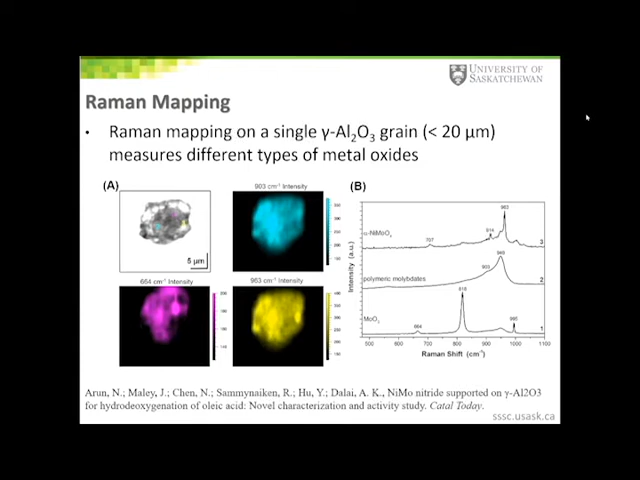 UNIVERSITY OF
SASKATCHEWAN
Raman Mapping
• Raman mapping on a single γ-Al₂O₃ grain (< 20 μm)
measures different types of metal oxides
(A)
903 cm⁻¹ Intensity
(B)
5 μm
664 cm⁻¹ Intensity
963 cm⁻¹ Intensity
963
914
α-NiMoO₄
707
3
Intensity (a.u.)
949
903
polymeric molybdates
2
818
MoO₃
664
995
1
500 600 700 800 900 1000 1100
Raman Shift (cm⁻¹)
Arun, N.; Maley, J.; Chen, N.; Sammynaiken, R.; Hu, Y.; Dalai, A. K., NiMo nitride supported on γ-Al2O3
for hydrodeoxygenation of oleic acid: Novel characterization and activity study. Catal Today.
sssc.usask.ca